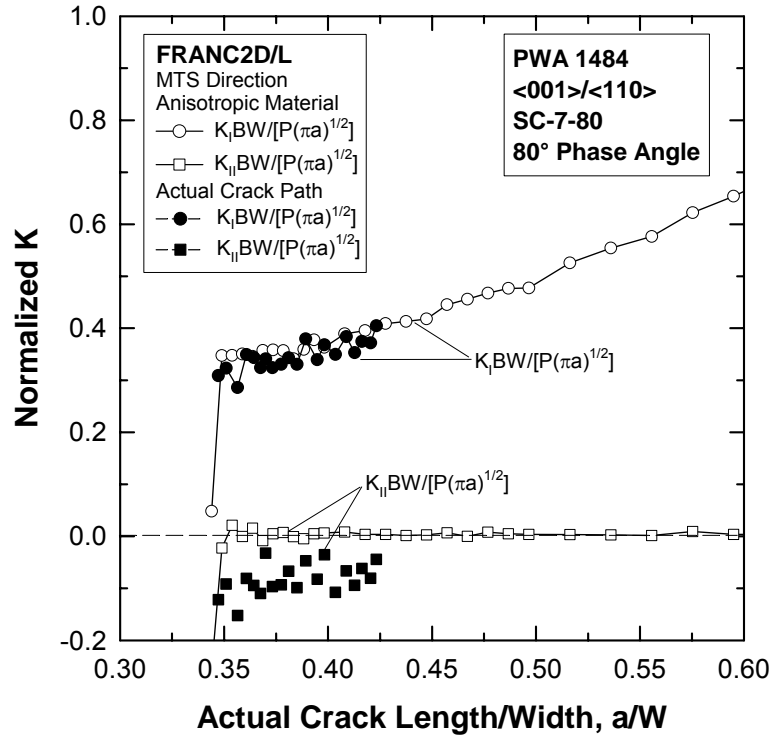 1.0
0.8
0.6
0.4
0.2
0.0
-0.2
Normalized K
FRANC2D/L
MTS Direction
Anisotropic Material
K_IBW/[P(πa)^1/2]
K_IIBW/[P(πa)^1/2]
Actual Crack Path
K_IBW/[P(πa)^1/2]
K_IIBW/[P(πa)^1/2]
PWA 1484
<001>/<110>
SC-7-80
80° Phase Angle
K_IBW/[P(πa)^1/2]
K_IIBW/[P(πa)^1/2]
0.30 0.35 0.40 0.45 0.50 0.55 0.60
Actual Crack Length/Width, a/W